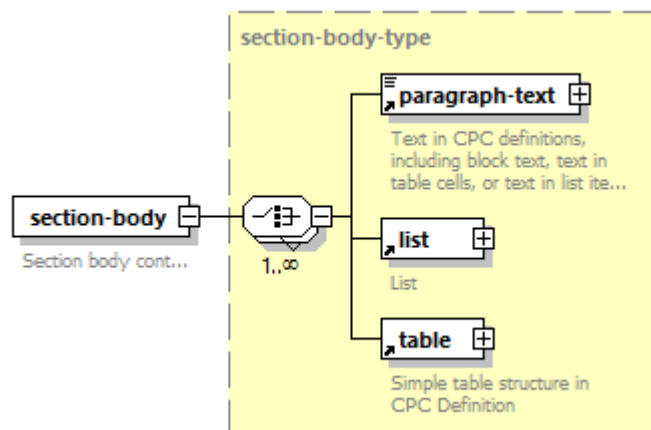 section-body-type
paragraph-text
Text in CPC definitions,
including block text, text in
table cells, or text in list ite...
section-body
Section body cont...
1..∞
list
List
table
Simple table structure in
CPC Definition